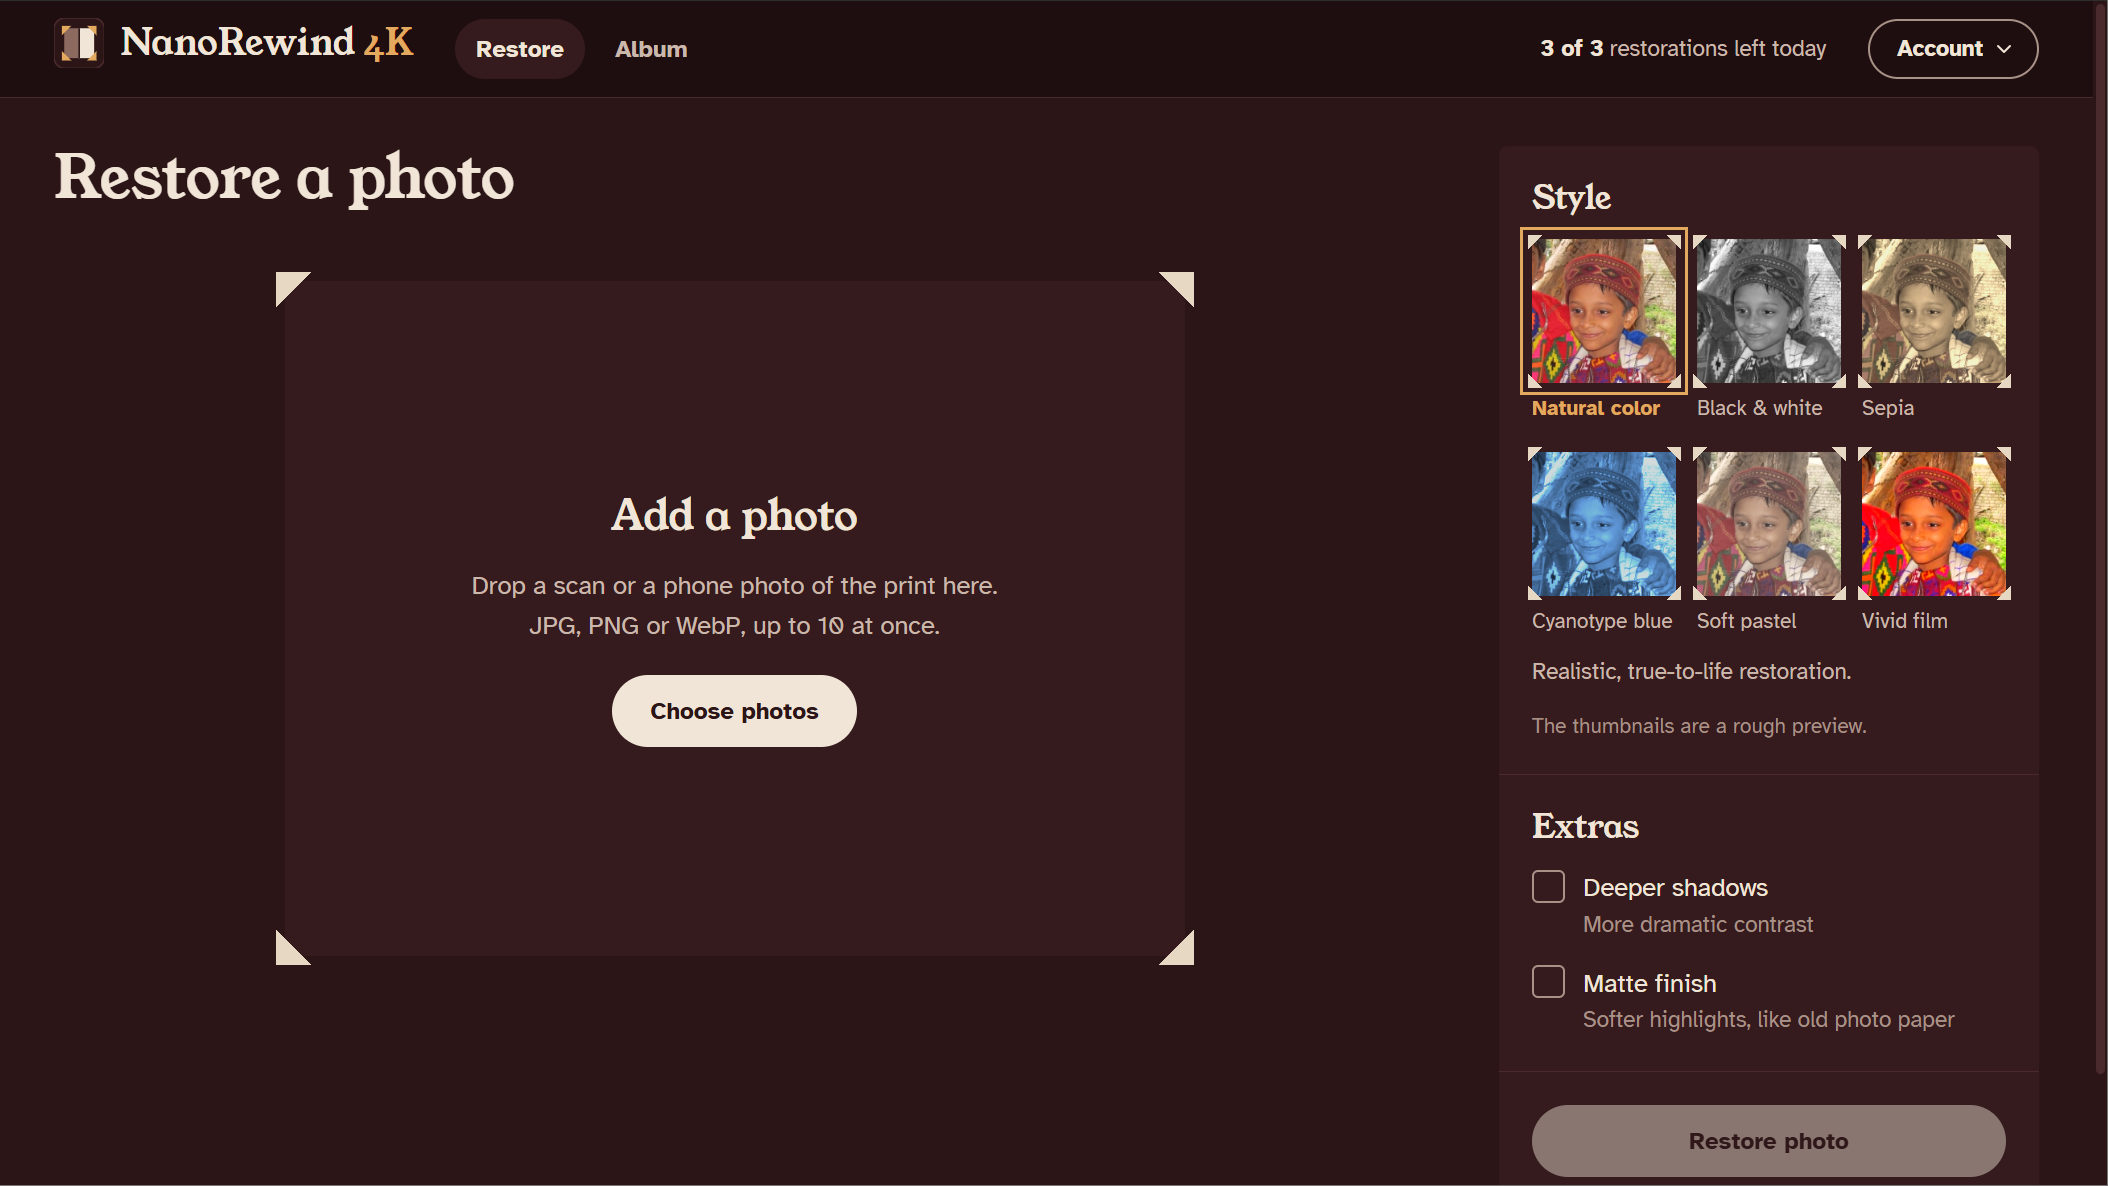 NanoRewind 4K
Restore
Album
3 of 3 restorations left today
Account
Restore a photo
Add a photo
Drop a scan or a phone photo of the print here.
JPG, PNG or WebP, up to 10 at once.
Choose photos
Style
Natural color
Black & white
Sepia
Cyanotype blue
Soft pastel
Vivid film
Realistic, true-to-life restoration.
The thumbnails are a rough preview.
Extras
Deeper shadows
More dramatic contrast
Matte finish
Softer highlights, like old photo paper
Restore photo